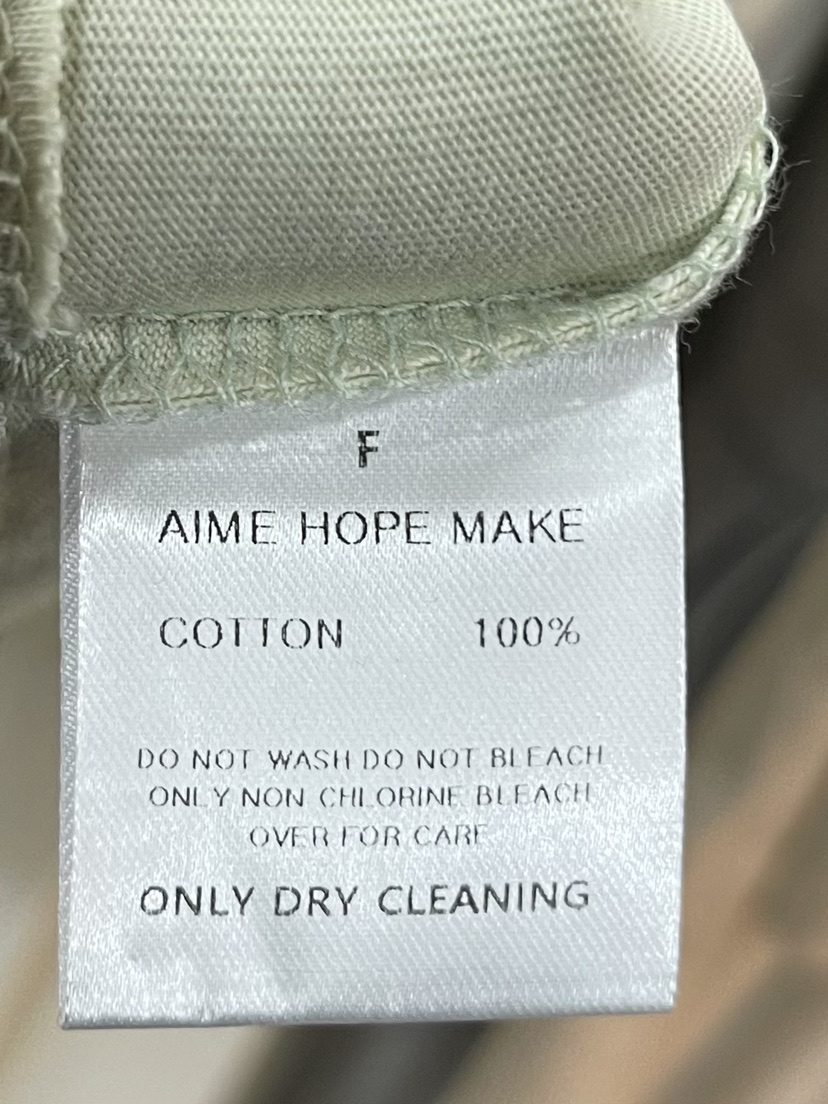 F
AIME HOPE MAKE
COTTON 100%
DO NOT WASH DO NOT BLEACH
ONLY NON CHLORINE BLEACH
OVER FOR CARE
ONLY DRY CLEANING